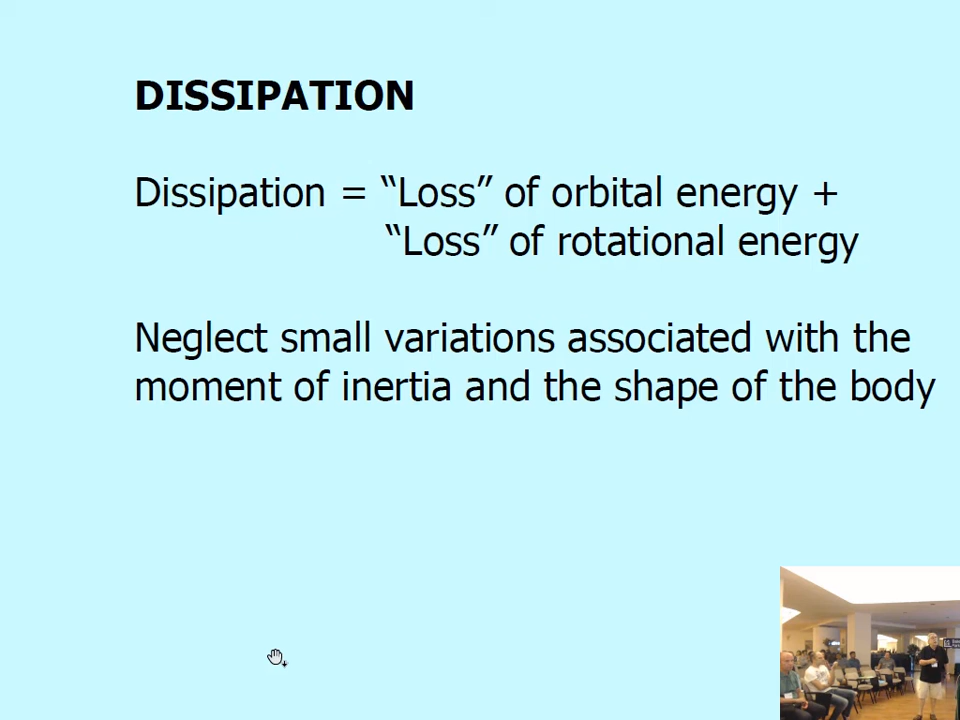 DISSIPATION
Dissipation = “Loss” of orbital energy +
“Loss” of rotational energy
Neglect small variations associated with the
moment of inertia and the shape of the body